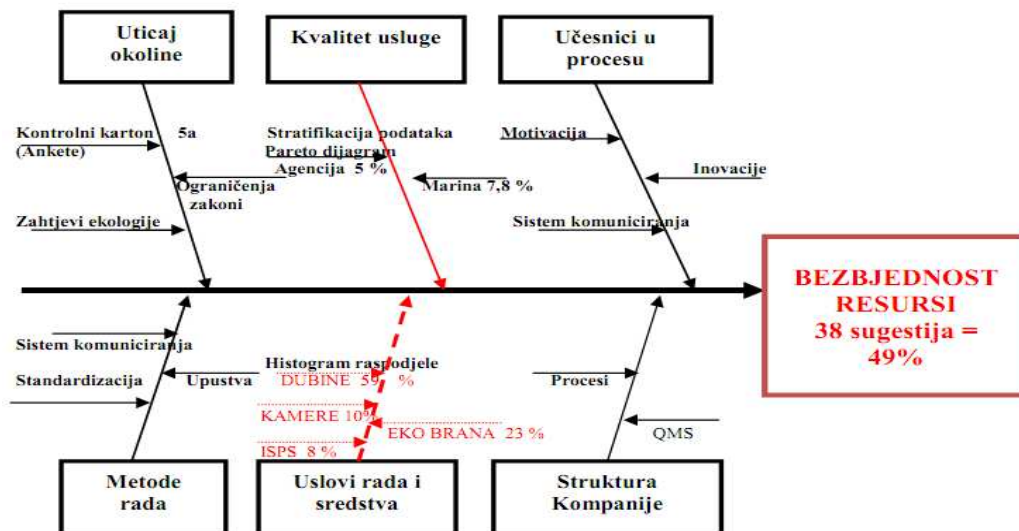 Uticaj
okoline
Kvalitet usluge
Učesnici u
procesu
Kontrolni karton 5a
(Ankete)
Ograničenja
zakoni
Zahtjevi ekologije
Stratifikacija podataka
Pareto dijagram
Agencija 5 %
Marina 7,8 %
Motivacija
Inovacije
Sistem komuniciranja
BEZBJEDNOST
RESURSI
38 sugestija =
49%
Sistem komuniciranja
Standardizacija
Upustva
Histogram raspodjele
DUBINE 59 %
KAMERE 10%
EKO BRANA 23 %
ISPS 8 %
Procesi
QMS
Metode
rada
Uslovi rada i
sredstva
Struktura
Kompanije